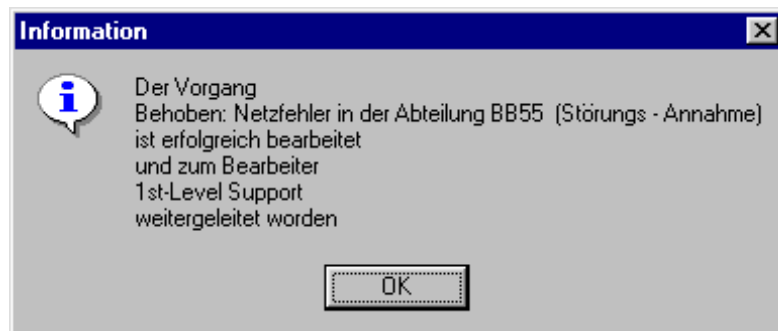 Information
Der Vorgang
Behoben: Netzfehler in der Abteilung BB55 (Störungs - Annahme)
ist erfolgreich bearbeitet
und zum Bearbeiter
1st-Level Support
weitergeleitet worden
OK